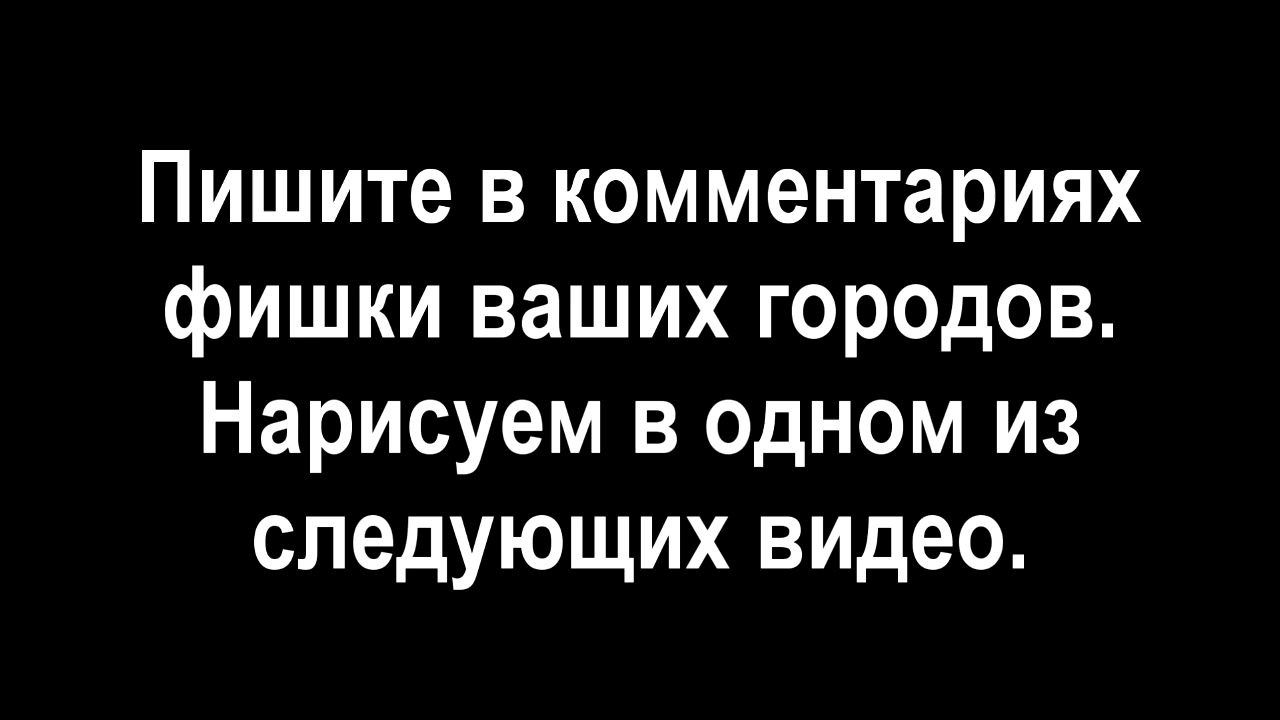 Пишите в комментариях
фишки ваших городов.
Нарисуем в одном из
следующих видео.